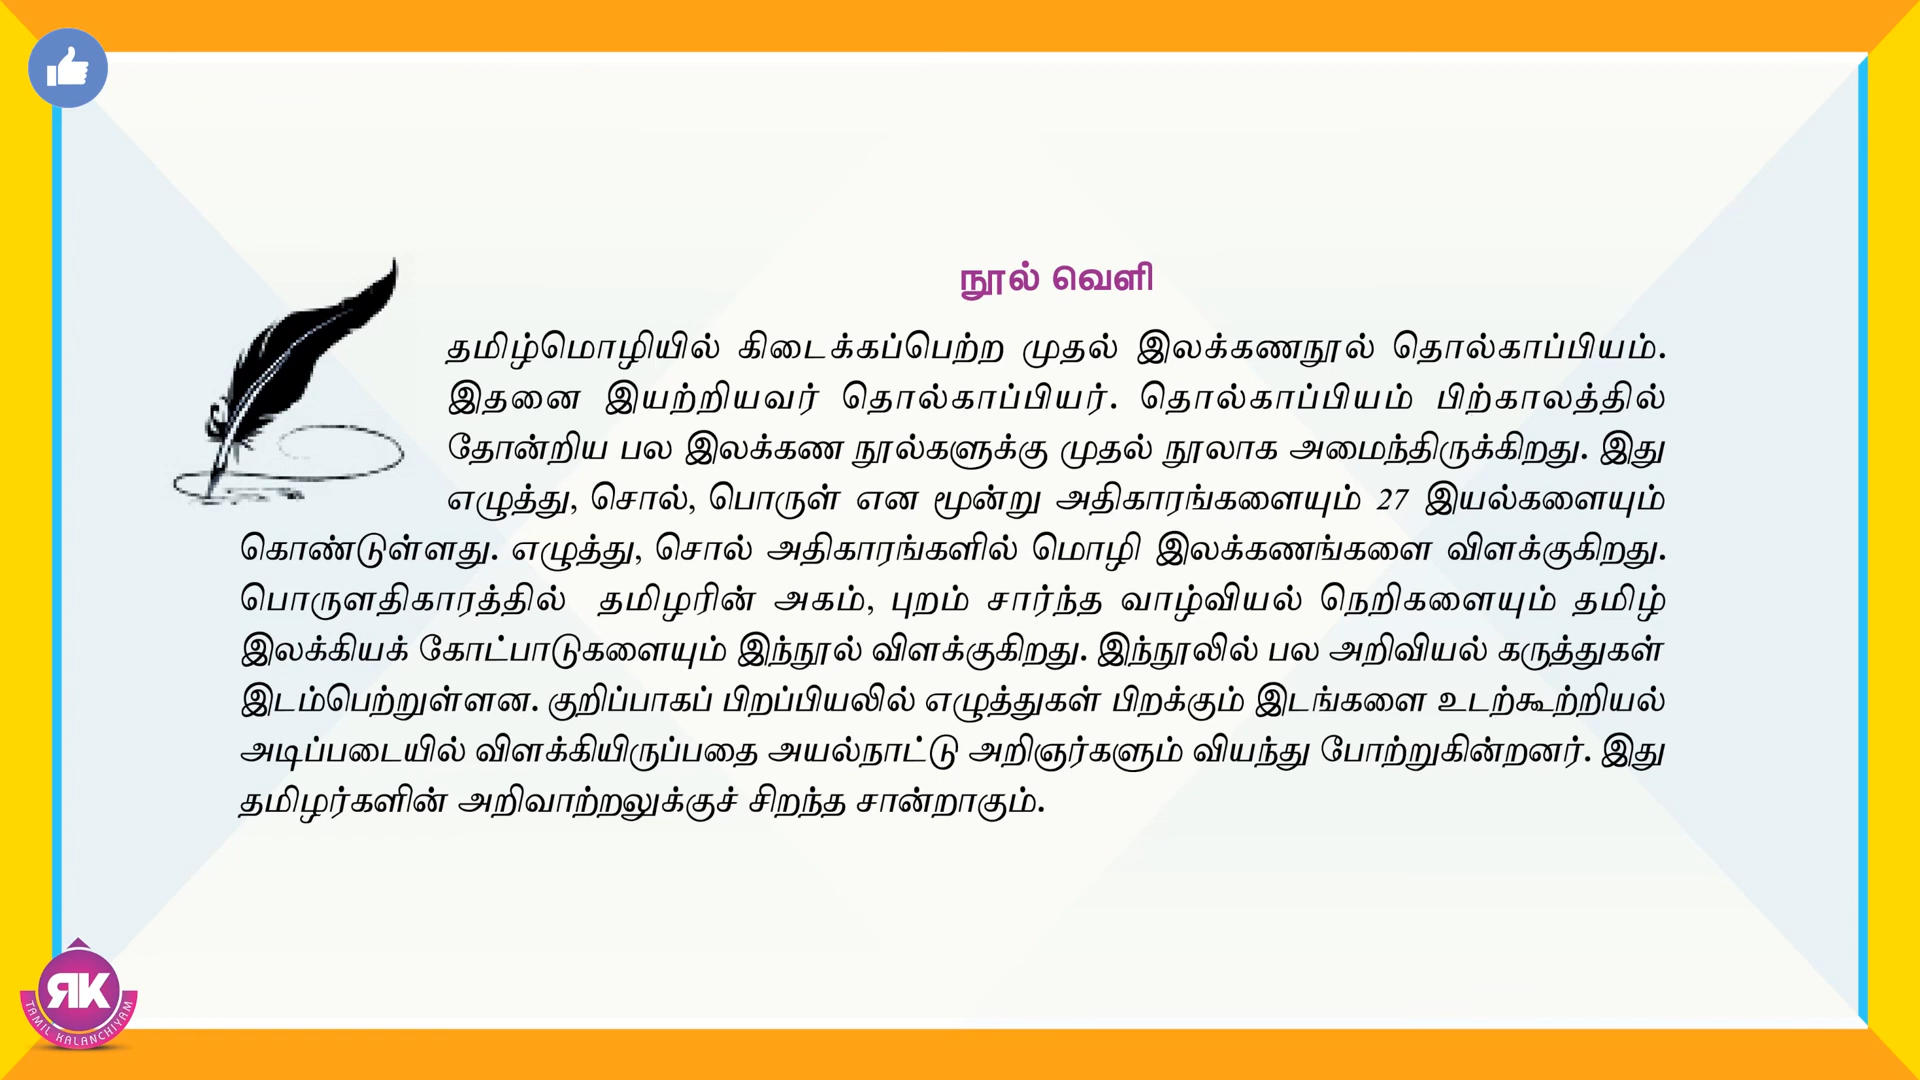 நூல் வெளி
தமிழ்மொழியில் கிடைக்கப்பெற்ற முதல் இலக்கணநூல் தொல்காப்பியம்.
இதனை இயற்றியவர் தொல்காப்பியர். தொல்காப்பியம் பிற்காலத்தில்
தோன்றிய பல இலக்கண நூல்களுக்கு முதல் நூலாக அமைந்திருக்கிறது. இது
எழுத்து, சொல், பொருள் என மூன்று அதிகாரங்களையும் 27 இயல்களையும்
கொண்டுள்ளது. எழுத்து, சொல் அதிகாரங்களில் மொழி இலக்கணங்களை விளக்குகிறது.
பொருளதிகாரத்தில் தமிழரின் அகம், புறம் சார்ந்த வாழ்வியல் நெறிகளையும் தமிழ்
இலக்கியக் கோட்பாடுகளையும் இந்நூல் விளக்குகிறது. இந்நூலில் பல அறிவியல் கருத்துகள்
இடம்பெற்றுள்ளன. குறிப்பாகப் பிறப்பியலில் எழுத்துகள் பிறக்கும் இடங்களை உடற்கூற்றியல்
அடிப்படையில் விளக்கியிருப்பதை அயல்நாட்டு அறிஞர்களும் வியந்து போற்றுகின்றனர். இது
தமிழர்களின் அறிவாற்றலுக்குச் சிறந்த சான்றாகும்.
RK
TAMIL KALANCHIYAM